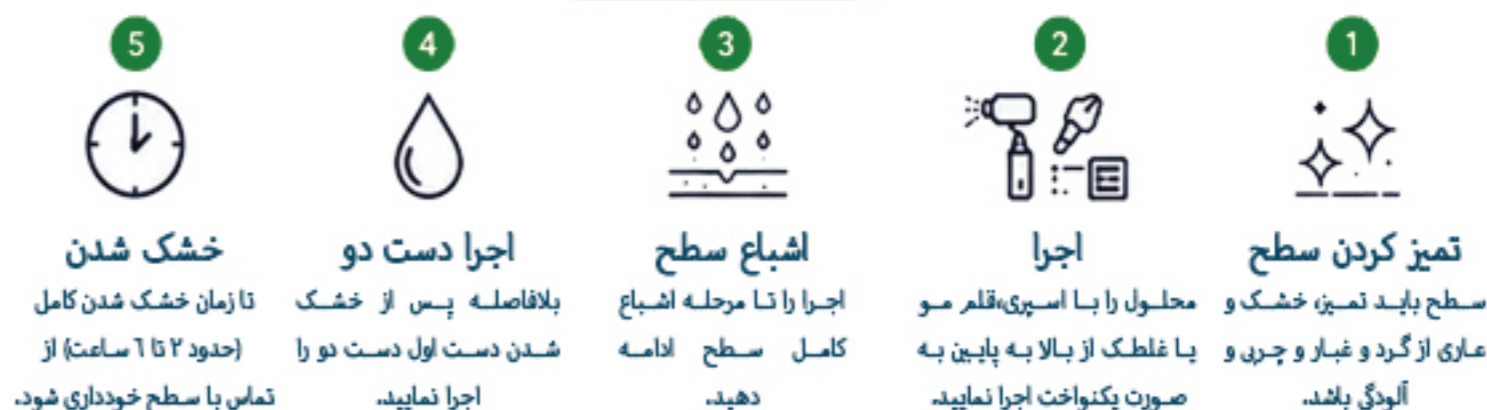 1
تمیز کردن سطح
سطح باید تمیز، خشک و
عاری از گرد و غبار و چربی و
آلودگی باشد.
2
اجرا
محلول را با اسپری،قلم مو
یا غلطک از بالا به پایین به
صورت یکنواخت اجرا نمایید.
3
اشباع سطح
اجرا را تا مرحله اشباع
کامل سطح ادامه
دهید.
4
اجرا دست دو
بلافاصله پس از خشک
شدن دست اول دست دو را
اجرا نمایید.
5
خشک شدن
تا زمان خشک شدن کامل
(حدود ۲ تا ٦ ساعت) از
تماس با سطح خودداری شود.